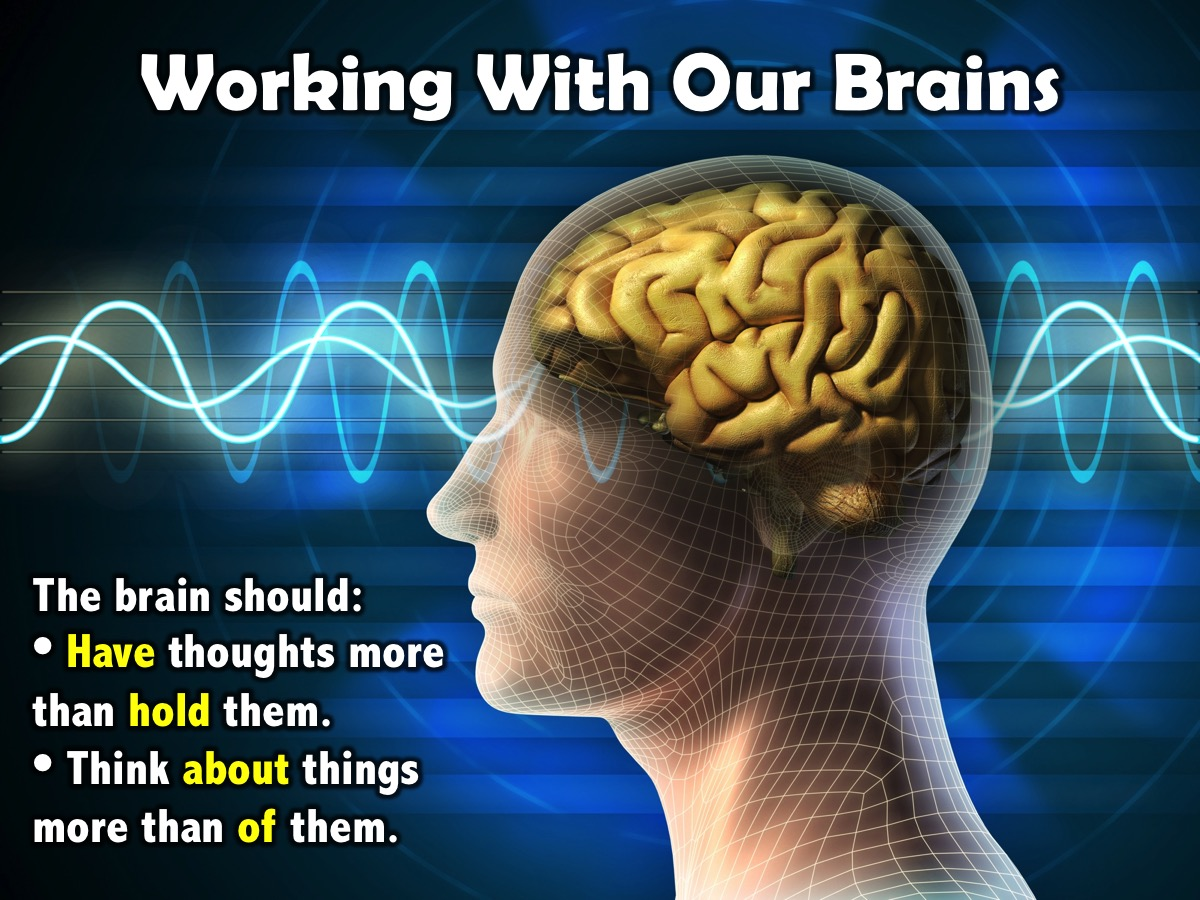 Working With Our Brains
The brain should:
• Have thoughts more
than hold them.
• Think about things
more than of them.